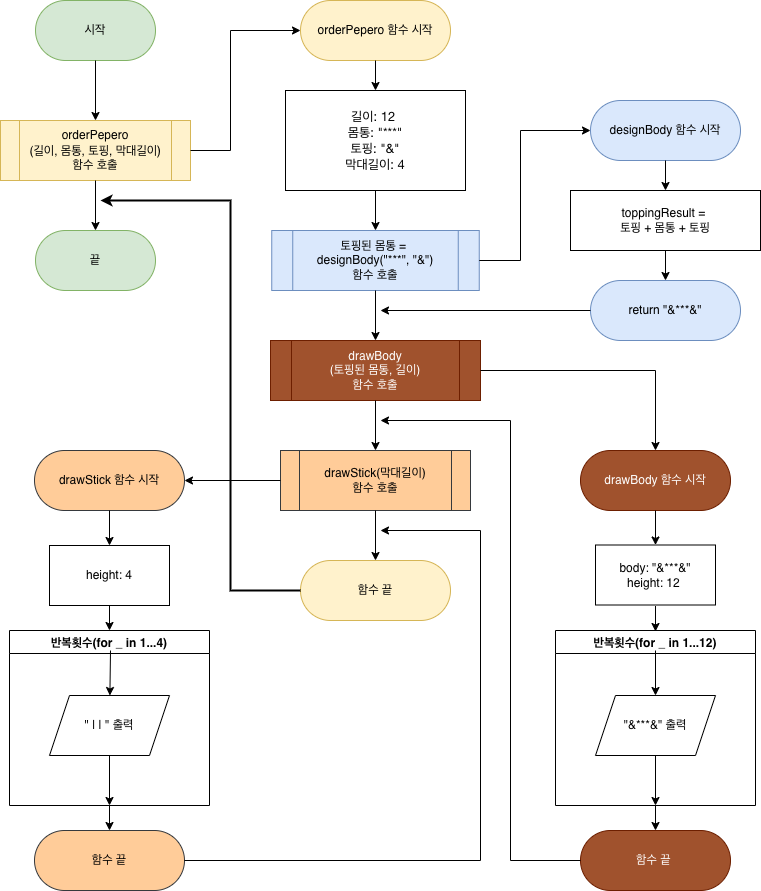 시작
orderPepero
(길이, 몸통, 토핑, 막대길이)
함수 호출
끝
orderPepero 함수 시작
길이: 12
몸통: "***"
토핑: "&"
막대길이: 4
토핑된 몸통 =
designBody("***", "&")
함수 호출
designBody 함수 시작
toppingResult =
토핑 + 몸통 + 토핑
return "&***&"
drawBody
(토핑된 몸통, 길이)
함수 호출
drawStick(막대길이)
함수 호출
함수 끝
drawStick 함수 시작
height: 4
반복횟수(for _ in 1...4)
" | | " 출력
함수 끝
drawBody 함수 시작
body: "&***&"
height: 12
반복횟수(for _ in 1...12)
"&***&" 출력
함수 끝